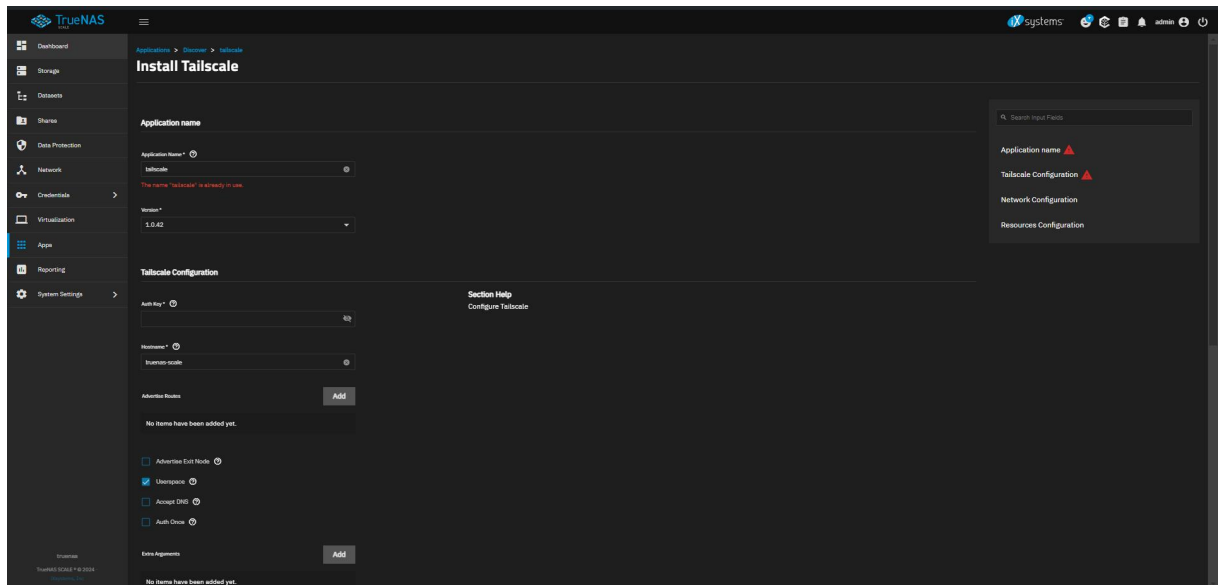 TrueNAS
SCALE
iXsystems
admin
Dashboard
Storage
Datasets
Shares
Data Protection
Network
Credentials
Virtualization
Apps
Reporting
System Settings
truenas
TrueNAS SCALE ® © 2024
Applications > Discover > tailscale
Install Tailscale
Application name
Application Name *
tailscale
The name "tailscale" is already in use.
Version *
1.0.42
Tailscale Configuration
Auth Key *
Hostname *
truenas-scale
Advertise Routes
Add
No items have been added yet.
Advertise Exit Node
Userspace
Accept DNS
Auth Once
Extra Arguments
Add
No items have been added yet.
Section Help
Configure Tailscale
Search Input Fields
Application name
Tailscale Configuration
Network Configuration
Resources Configuration